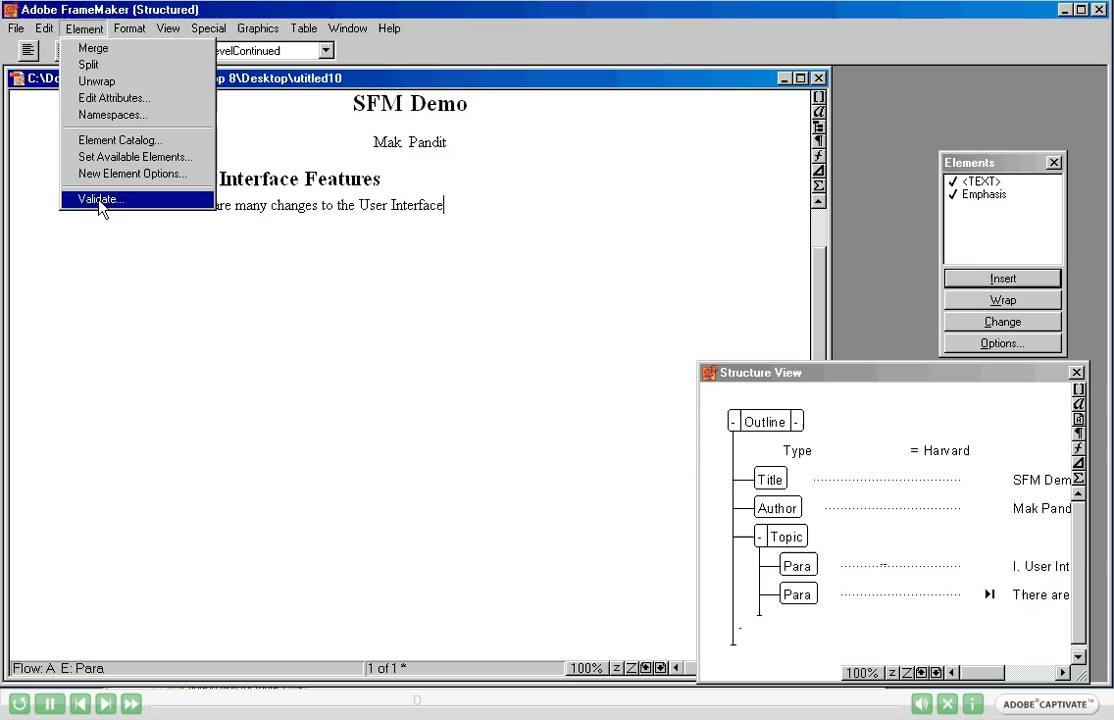 Adobe FrameMaker (Structured)
File Edit Element Format View Special Graphics Table Window Help
evelContinued
Merge
Split
Unwrap
Edit Attributes...
Namespaces...
Element Catalog...
Set Available Elements...
New Element Options...
Validate...
p 8\Desktop\utitled10
SFM Demo
Mak Pandit
Interface Features
are many changes to the User Interface
Elements
<TEXT>
Emphasis
Insert
Wrap
Change
Options...
Structure View
Outline
Type = Harvard
Title SFM Dem
Author Mak Pand
Topic
Para I. User Int
Para There are
100%
Flow: A E: Para 1 of 1 * 100%
ADOBE® CAPTIVATE™